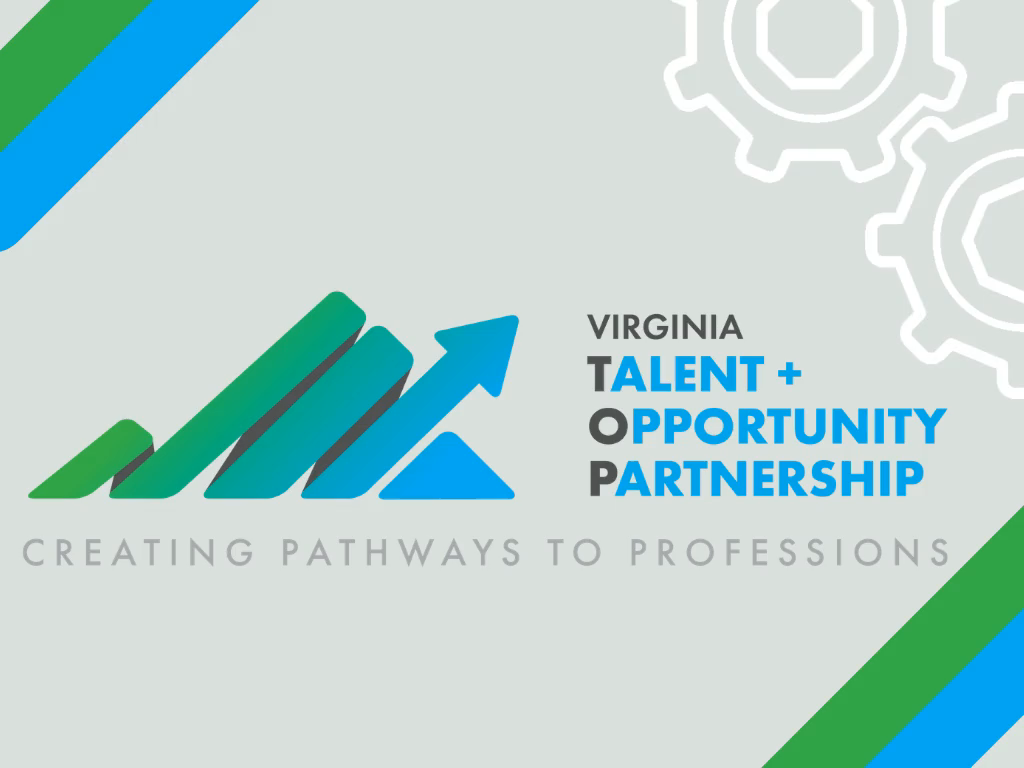 VIRGINIA
TALENT +
OPPORTUNITY
PARTNERSHIP
CREATING PATHWAYS TO PROFESSIONS